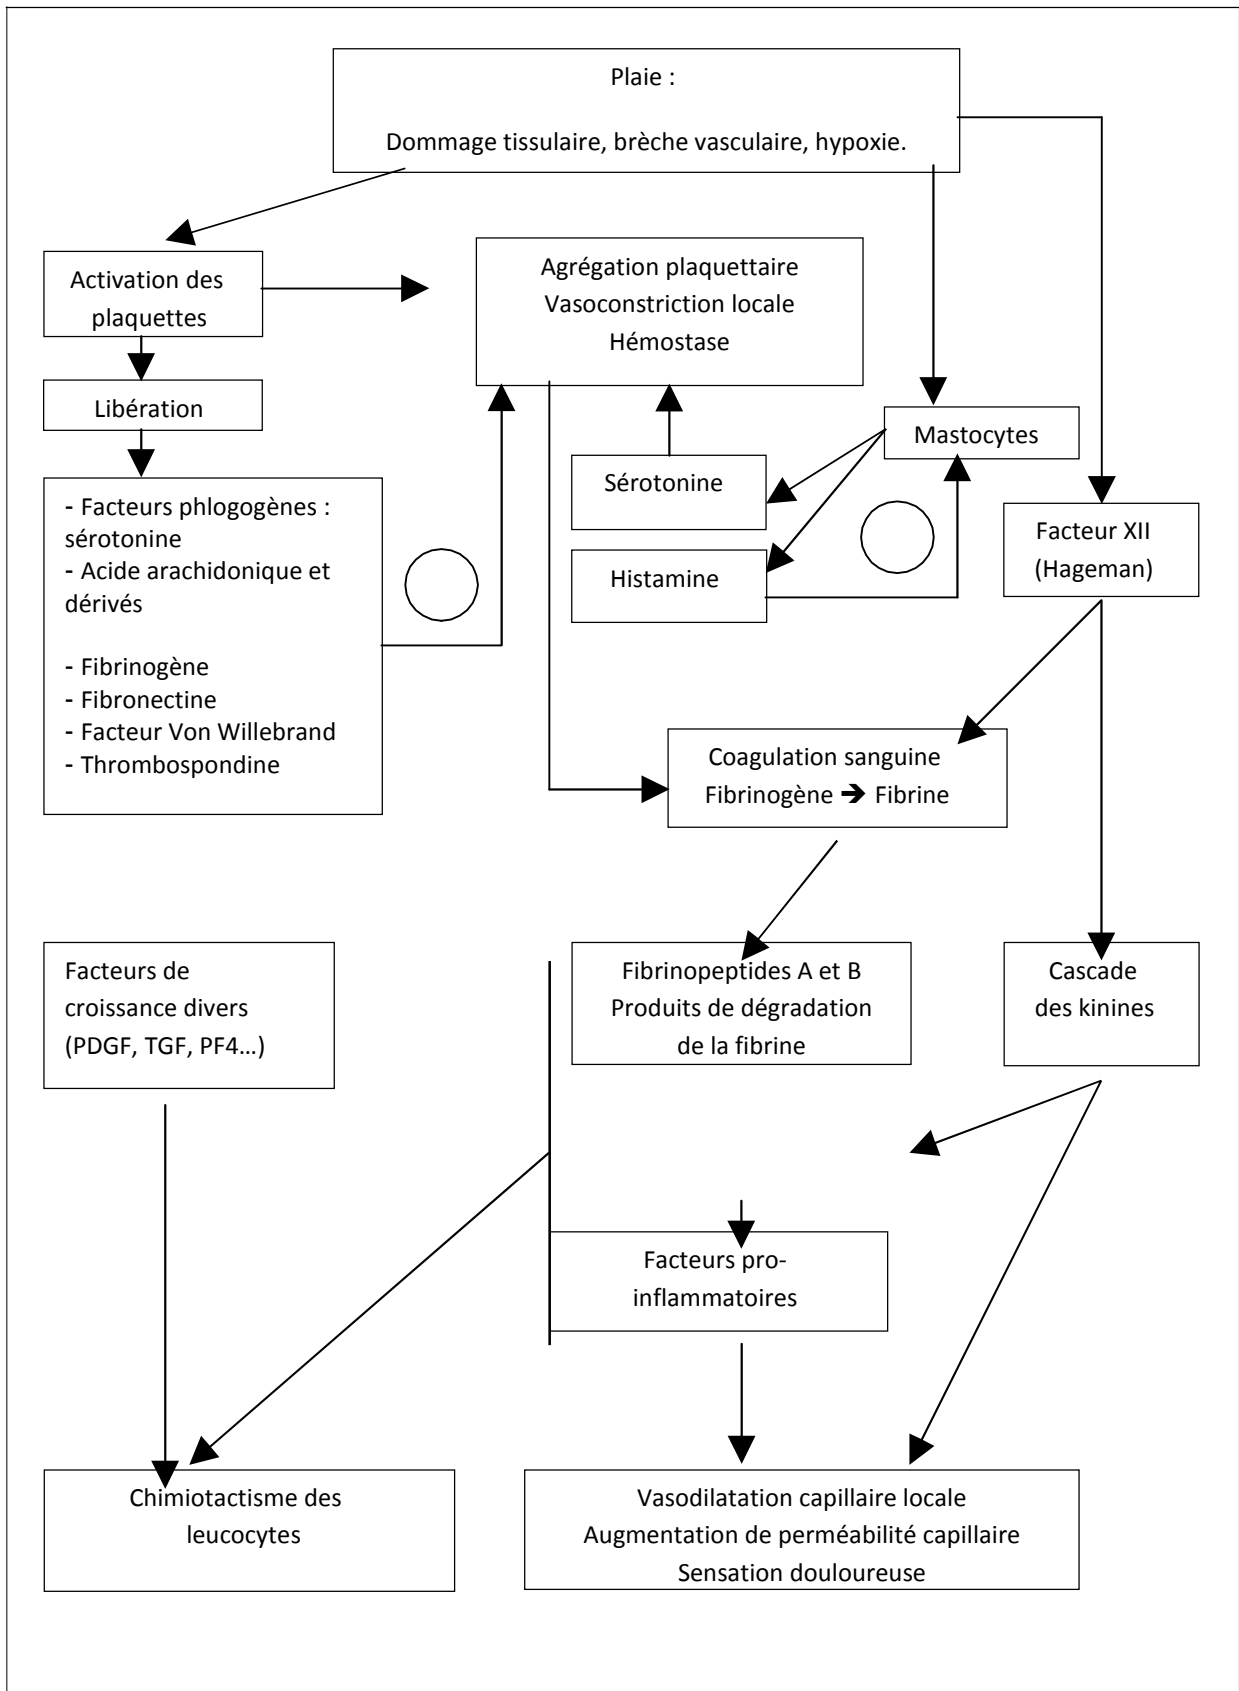 Plaie :
Dommage tissulaire, brèche vasculaire, hypoxie.
Activation des
plaquettes
Agrégation plaquettaire
Vasoconstriction locale
Hémostase
Libération
Mastocytes
Sérotonine
- Facteurs phlogogènes :
sérotonine
- Acide arachidonique et
dérivés
- Fibrinogène
- Fibronectine
- Facteur Von Willebrand
- Thrombospondine
Histamine
Facteur XII
(Hageman)
Coagulation sanguine
Fibrinogène ➔ Fibrine
Facteurs de
croissance divers
(PDGF, TGF, PF4...)
Fibrinopeptides A et B
Produits de dégradation
de la fibrine
Cascade
des kinines
Facteurs pro-
inflammatoires
Chimiotactisme des
leucocytes
Vasodilatation capillaire locale
Augmentation de perméabilité capillaire
Sensation douloureuse